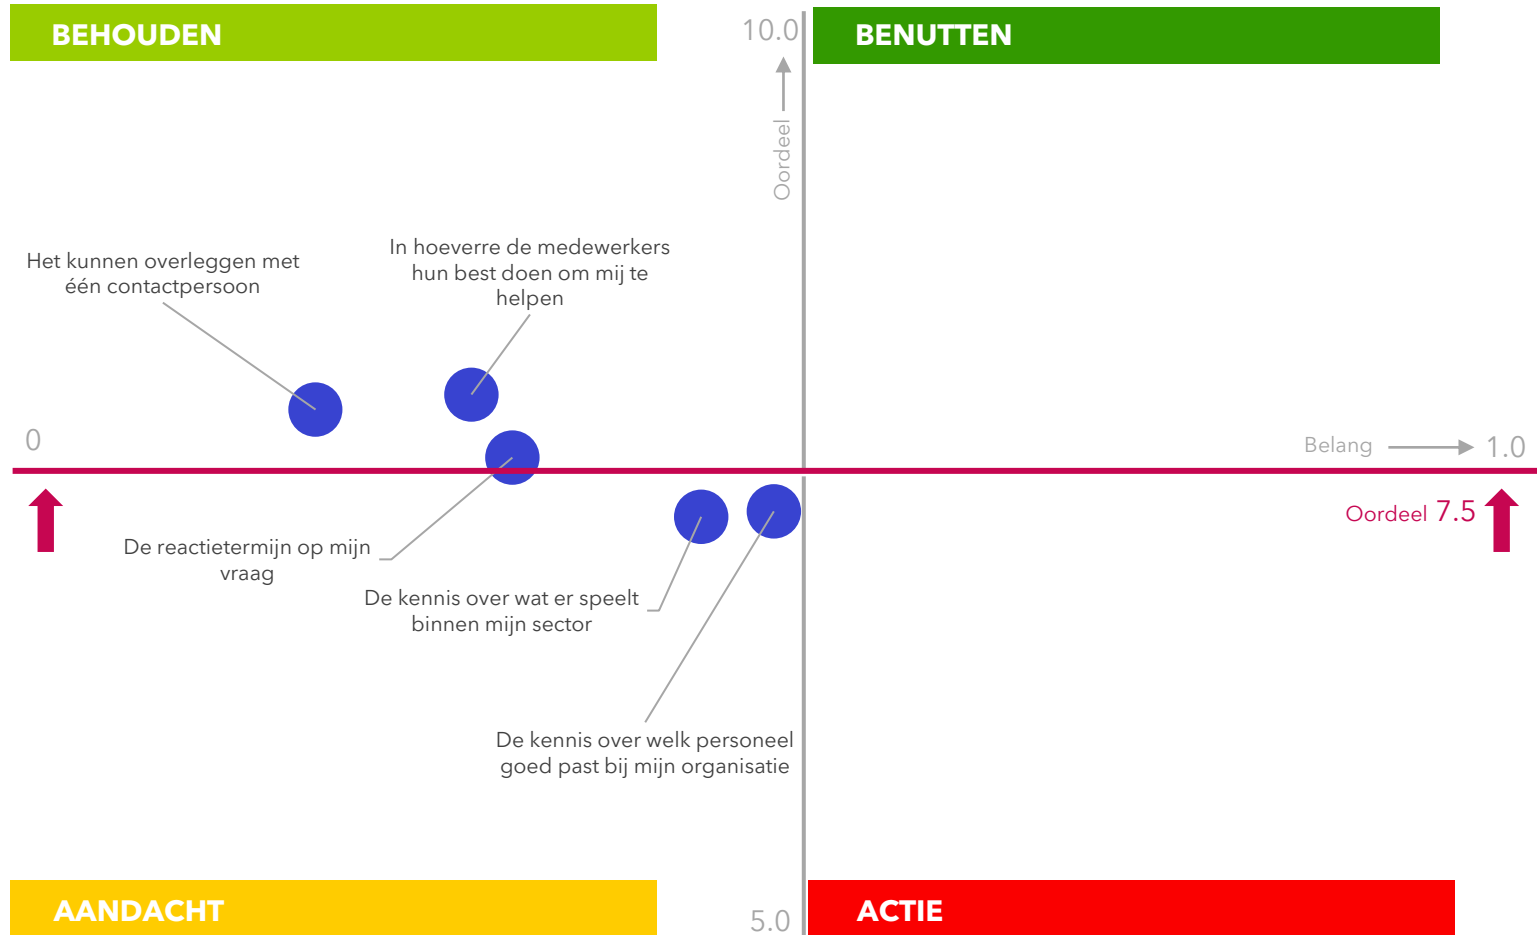 BEHOUDEN
10.0
BENUTTEN
Oordeel
Het kunnen overleggen met
één contactpersoon
In hoeverre de medewerkers
hun best doen om mij te
helpen
0
Belang
1.0
Oordeel 7.5
De reactietermijn op mijn
vraag
De kennis over wat er speelt
binnen mijn sector
De kennis over welk personeel
goed past bij mijn organisatie
AANDACHT
5.0
ACTIE